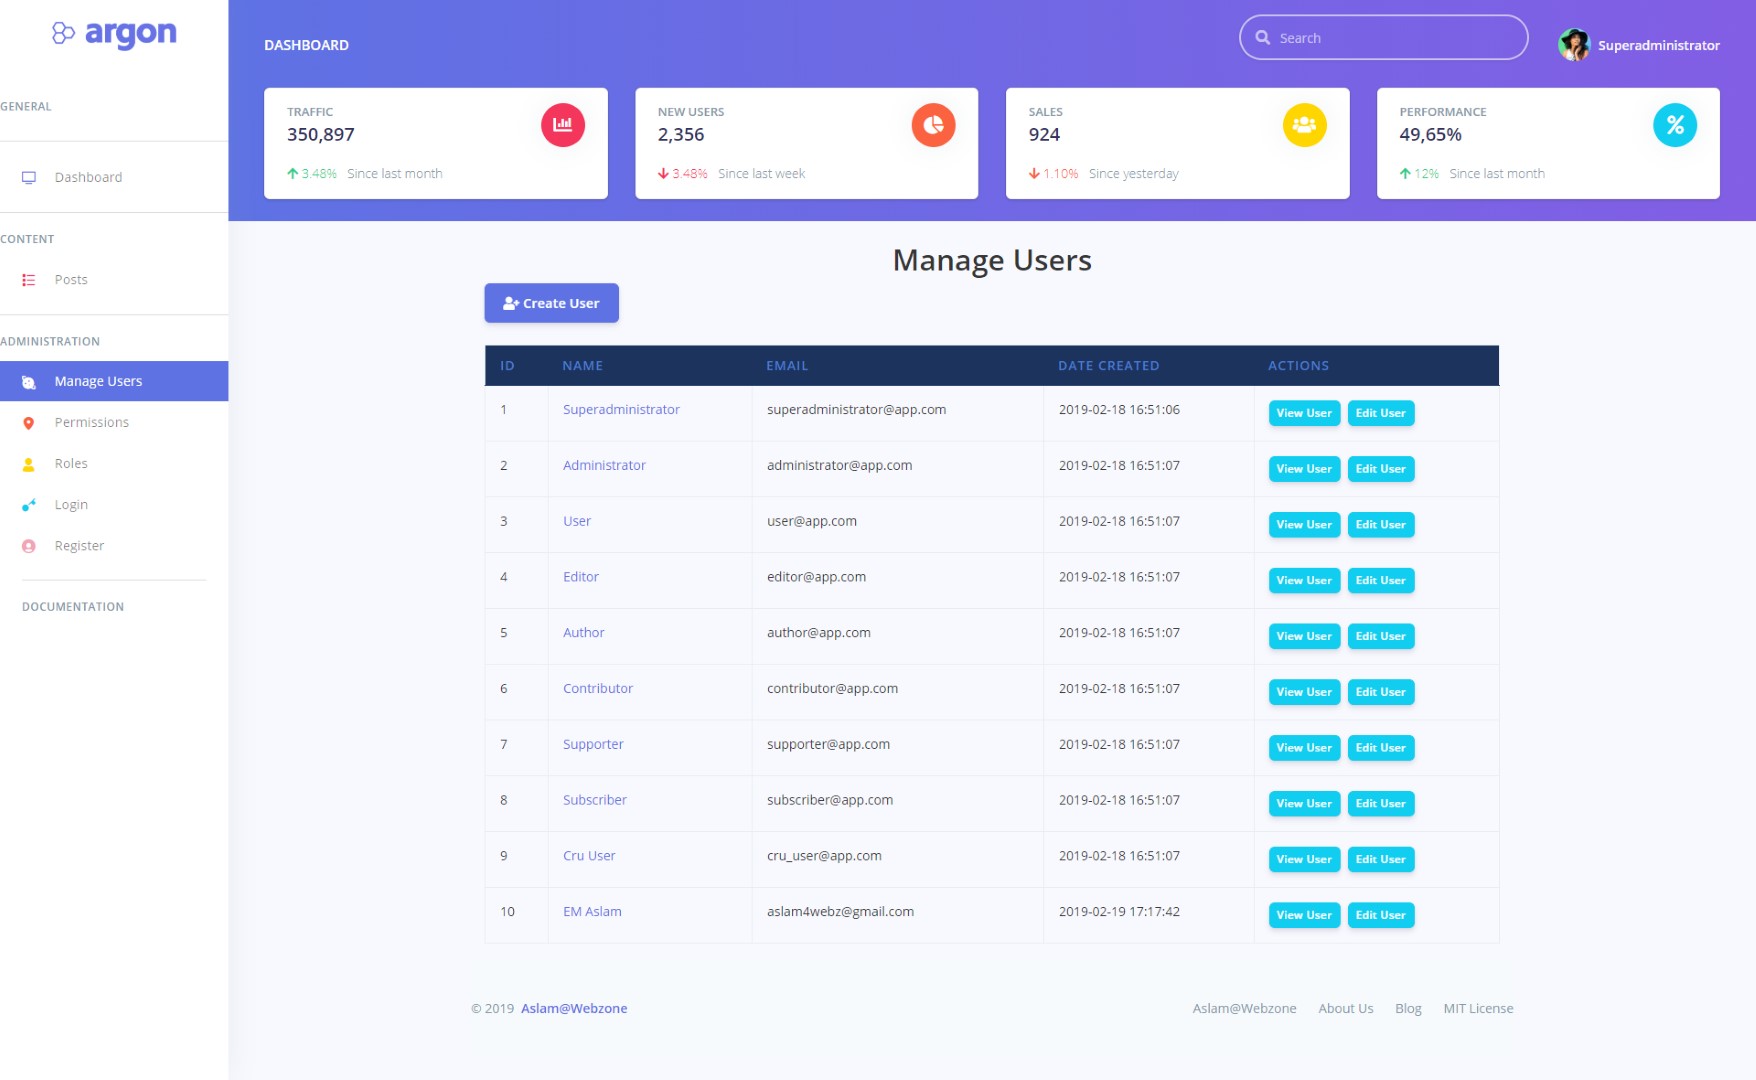 argon
GENERAL
Dashboard
CONTENT
Posts
ADMINISTRATION
Manage Users
Permissions
Roles
Login
Register
DOCUMENTATION
DASHBOARD
Search
Superadministrator
TRAFFIC
350,897
3.48% Since last month
NEW USERS
2,356
3.48% Since last week
SALES
924
1.10% Since yesterday
PERFORMANCE
49,65%
12% Since last month
Manage Users
Create User
ID NAME EMAIL DATE CREATED ACTIONS
1 Superadministrator superadministrator@app.com 2019-02-18 16:51:06 View User Edit User
2 Administrator administrator@app.com 2019-02-18 16:51:07 View User Edit User
3 User user@app.com 2019-02-18 16:51:07 View User Edit User
4 Editor editor@app.com 2019-02-18 16:51:07 View User Edit User
5 Author author@app.com 2019-02-18 16:51:07 View User Edit User
6 Contributor contributor@app.com 2019-02-18 16:51:07 View User Edit User
7 Supporter supporter@app.com 2019-02-18 16:51:07 View User Edit User
8 Subscriber subscriber@app.com 2019-02-18 16:51:07 View User Edit User
9 Cru User cru_user@app.com 2019-02-18 16:51:07 View User Edit User
10 EM Aslam aslam4webz@gmail.com 2019-02-19 17:17:42 View User Edit User
© 2019 Aslam@Webzone
Aslam@Webzone About Us Blog MIT License